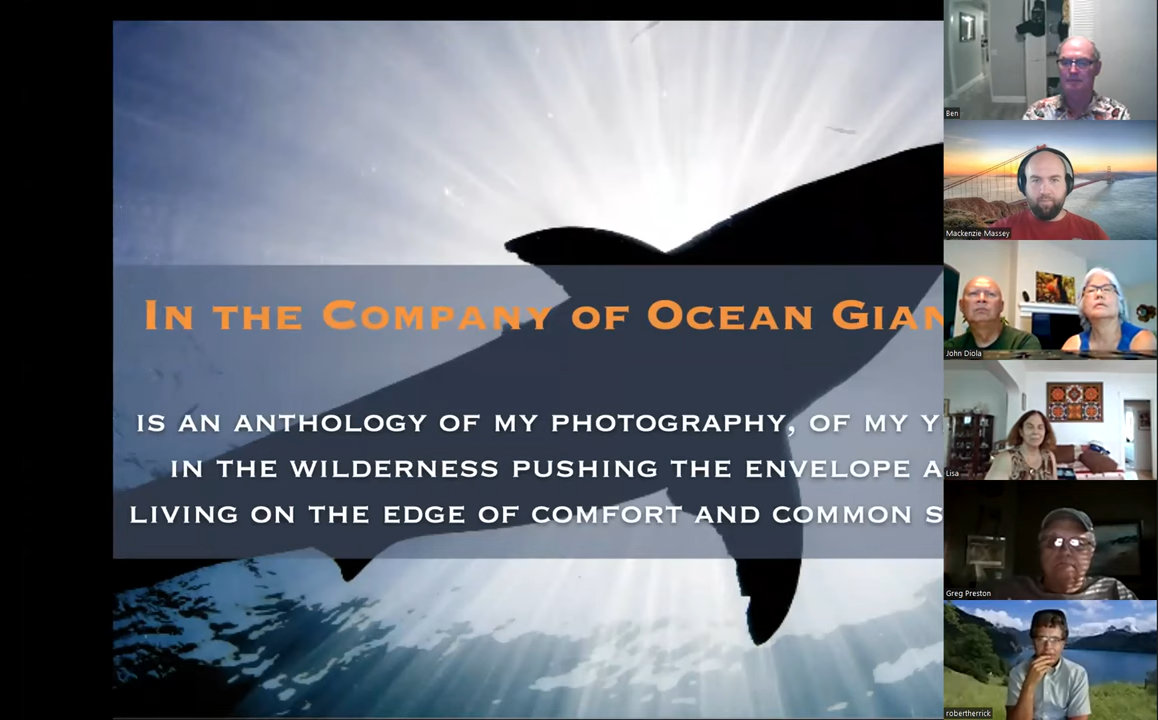 In the Company of Ocean Gian
is an anthology of my photography, of my y
in the wilderness pushing the envelope a
living on the edge of comfort and common s
Ben
Mackenzie Massey
John Diola
Lisa
Greg Preston
robertherrick